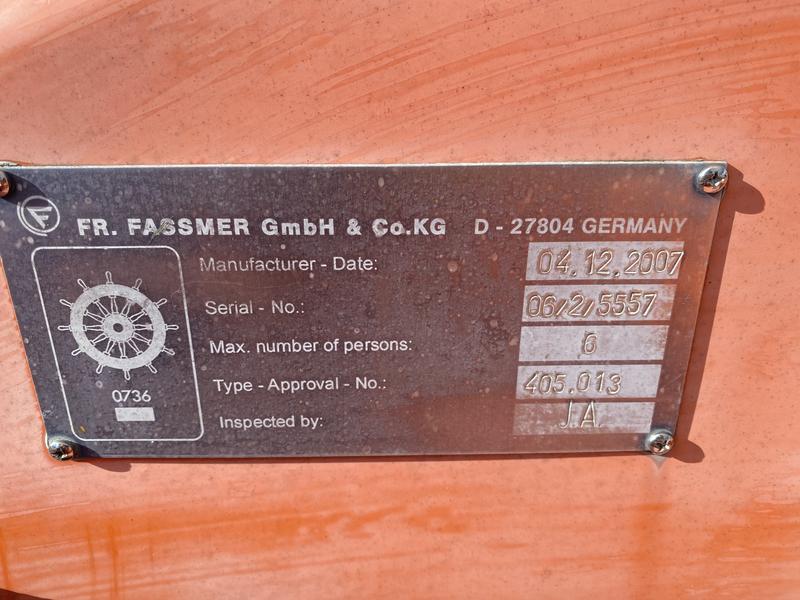 F
FR. FASSMER GmbH & Co.KG D - 27804 GERMANY
Manufacturer - Date: 04.12.2007
Serial - No.: 06/2/5557
Max. number of persons: 6
Type - Approval - No.: 405.013
Inspected by: J.A.
0736